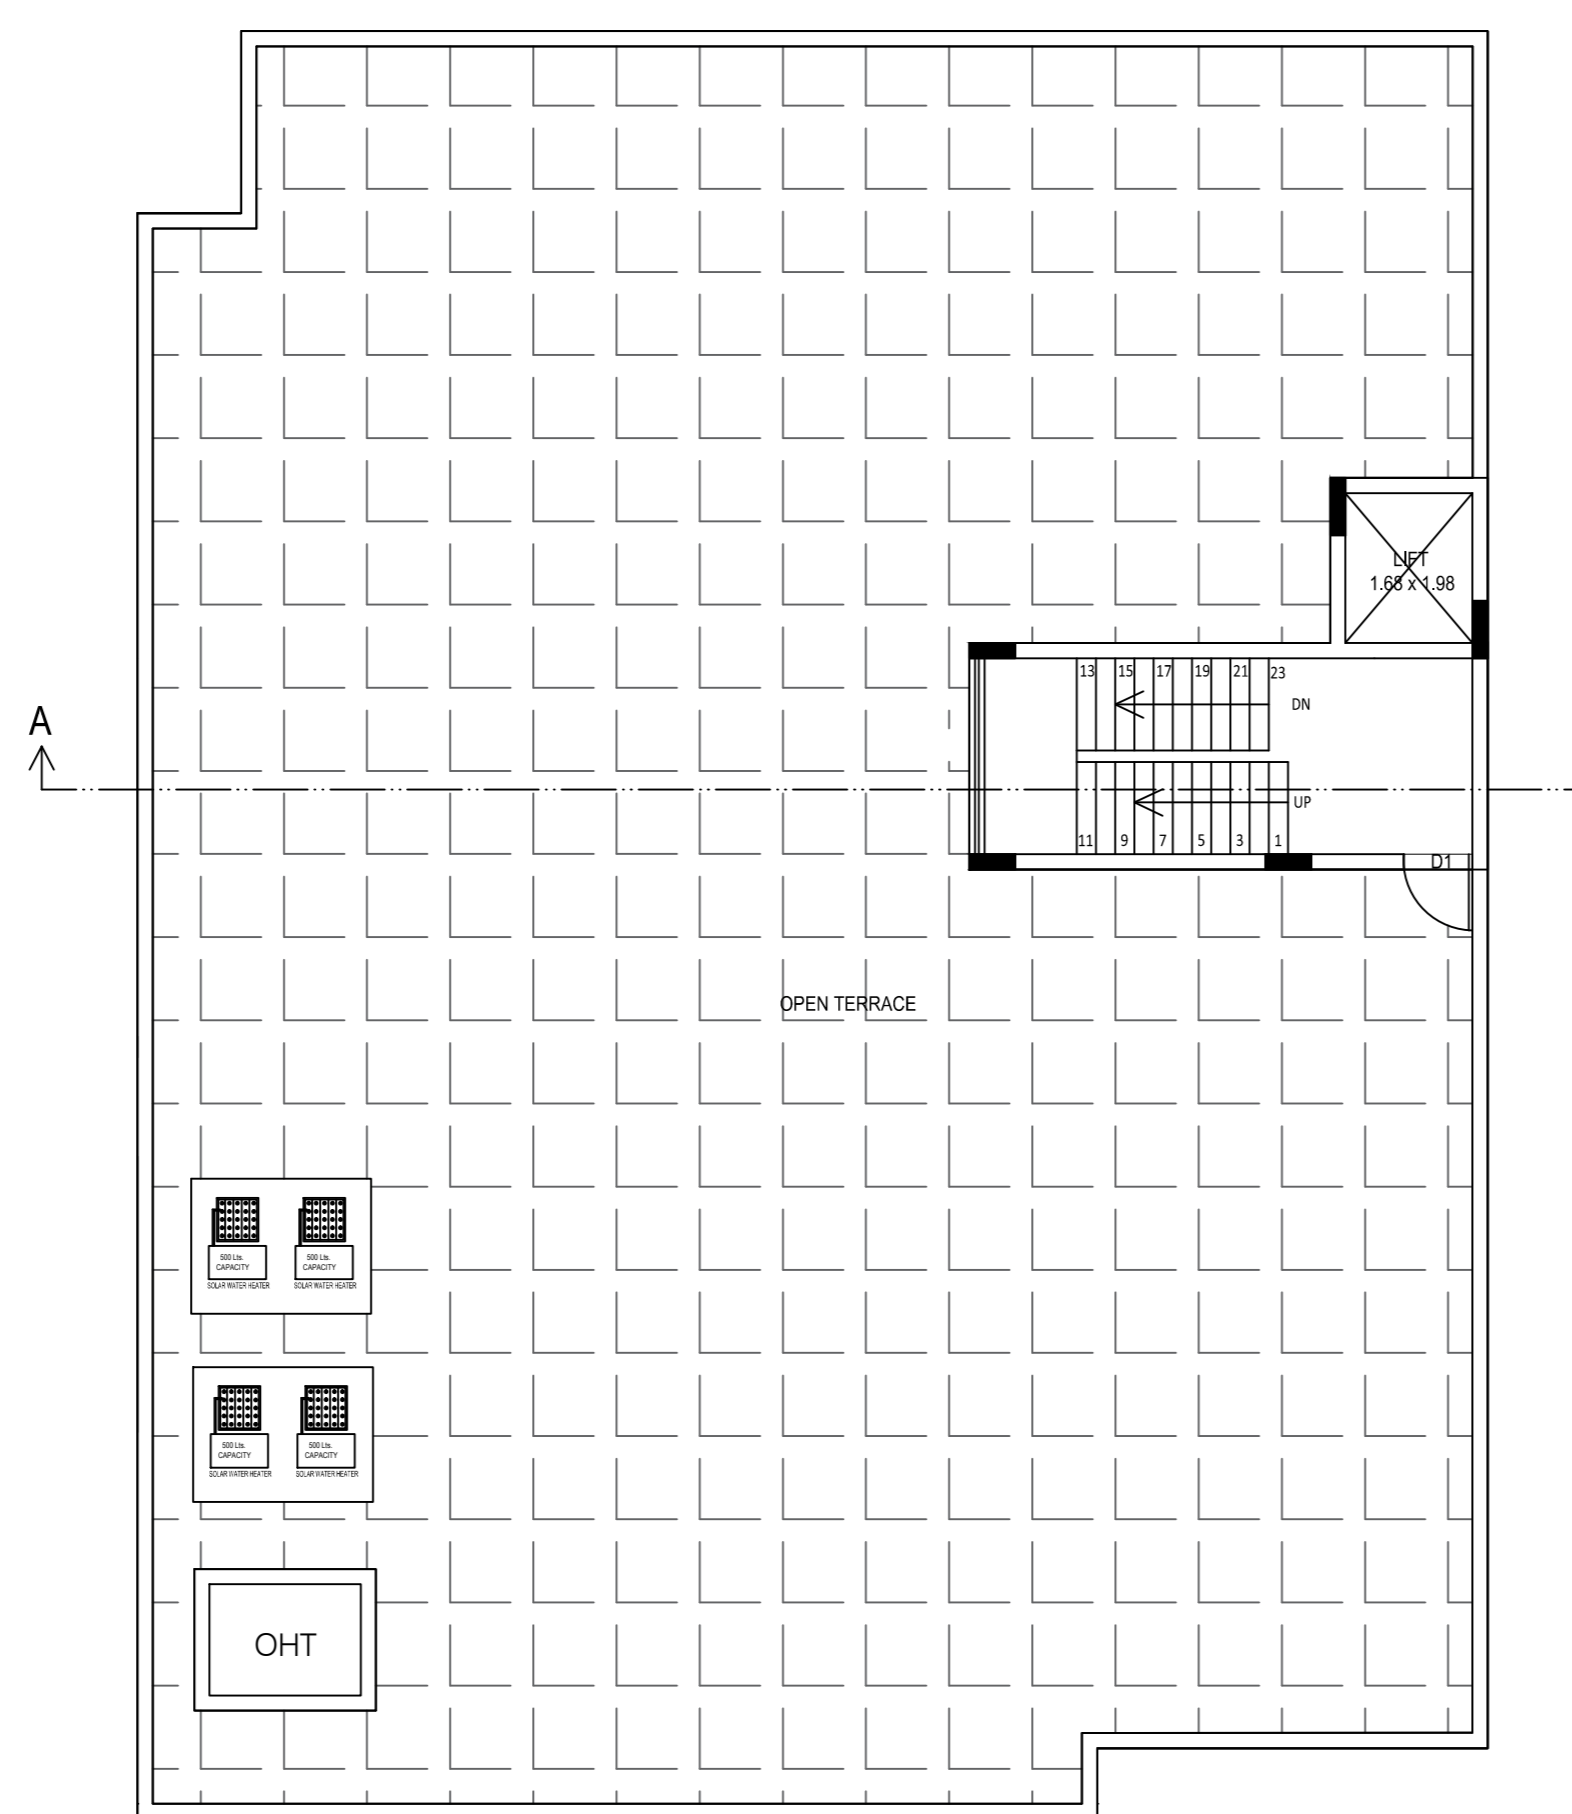 LIFT
1.68 x 1.98
13 15 17 19 21 23
DN
A
UP
11 9 7 5 3 1
D1
OPEN TERRACE
500 Lts.
CAPACITY
SOLAR WATER HEATER
500 Lts.
CAPACITY
SOLAR WATER HEATER
500 Lts.
CAPACITY
SOLAR WATER HEATER
500 Lts.
CAPACITY
SOLAR WATER HEATER
OHT